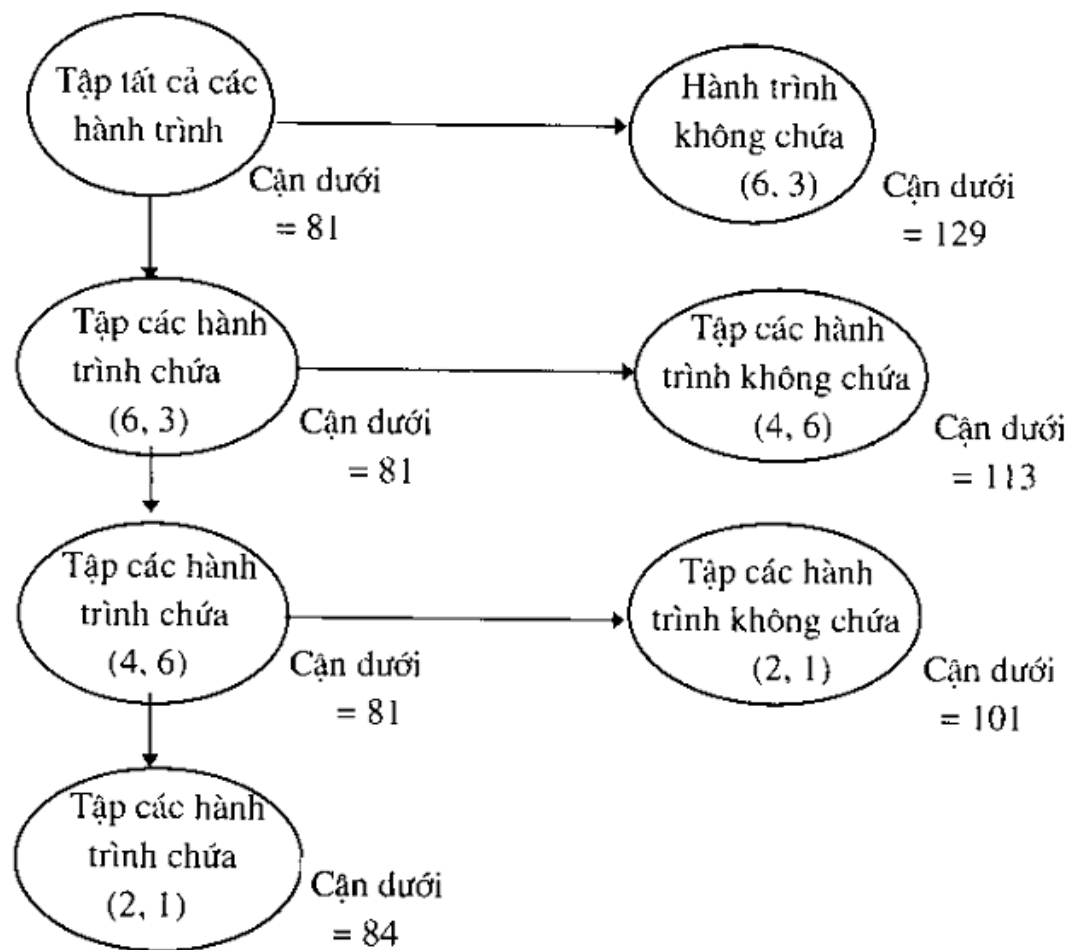 Tập tất cả các
hành trình
Cận dưới
= 81
Hành trình
không chứa
(6, 3)
Cận dưới
= 129
Tập các hành
trình chứa
(6, 3)
Cận dưới
= 81
Tập các hành
trình không chứa
(4, 6)
Cận dưới
= 113
Tập các hành
trình chứa
(4, 6)
Cận dưới
= 81
Tập các hành
trình không chứa
(2, 1)
Cận dưới
= 101
Tập các hành
trình chứa
(2, 1)
Cận dưới
= 84